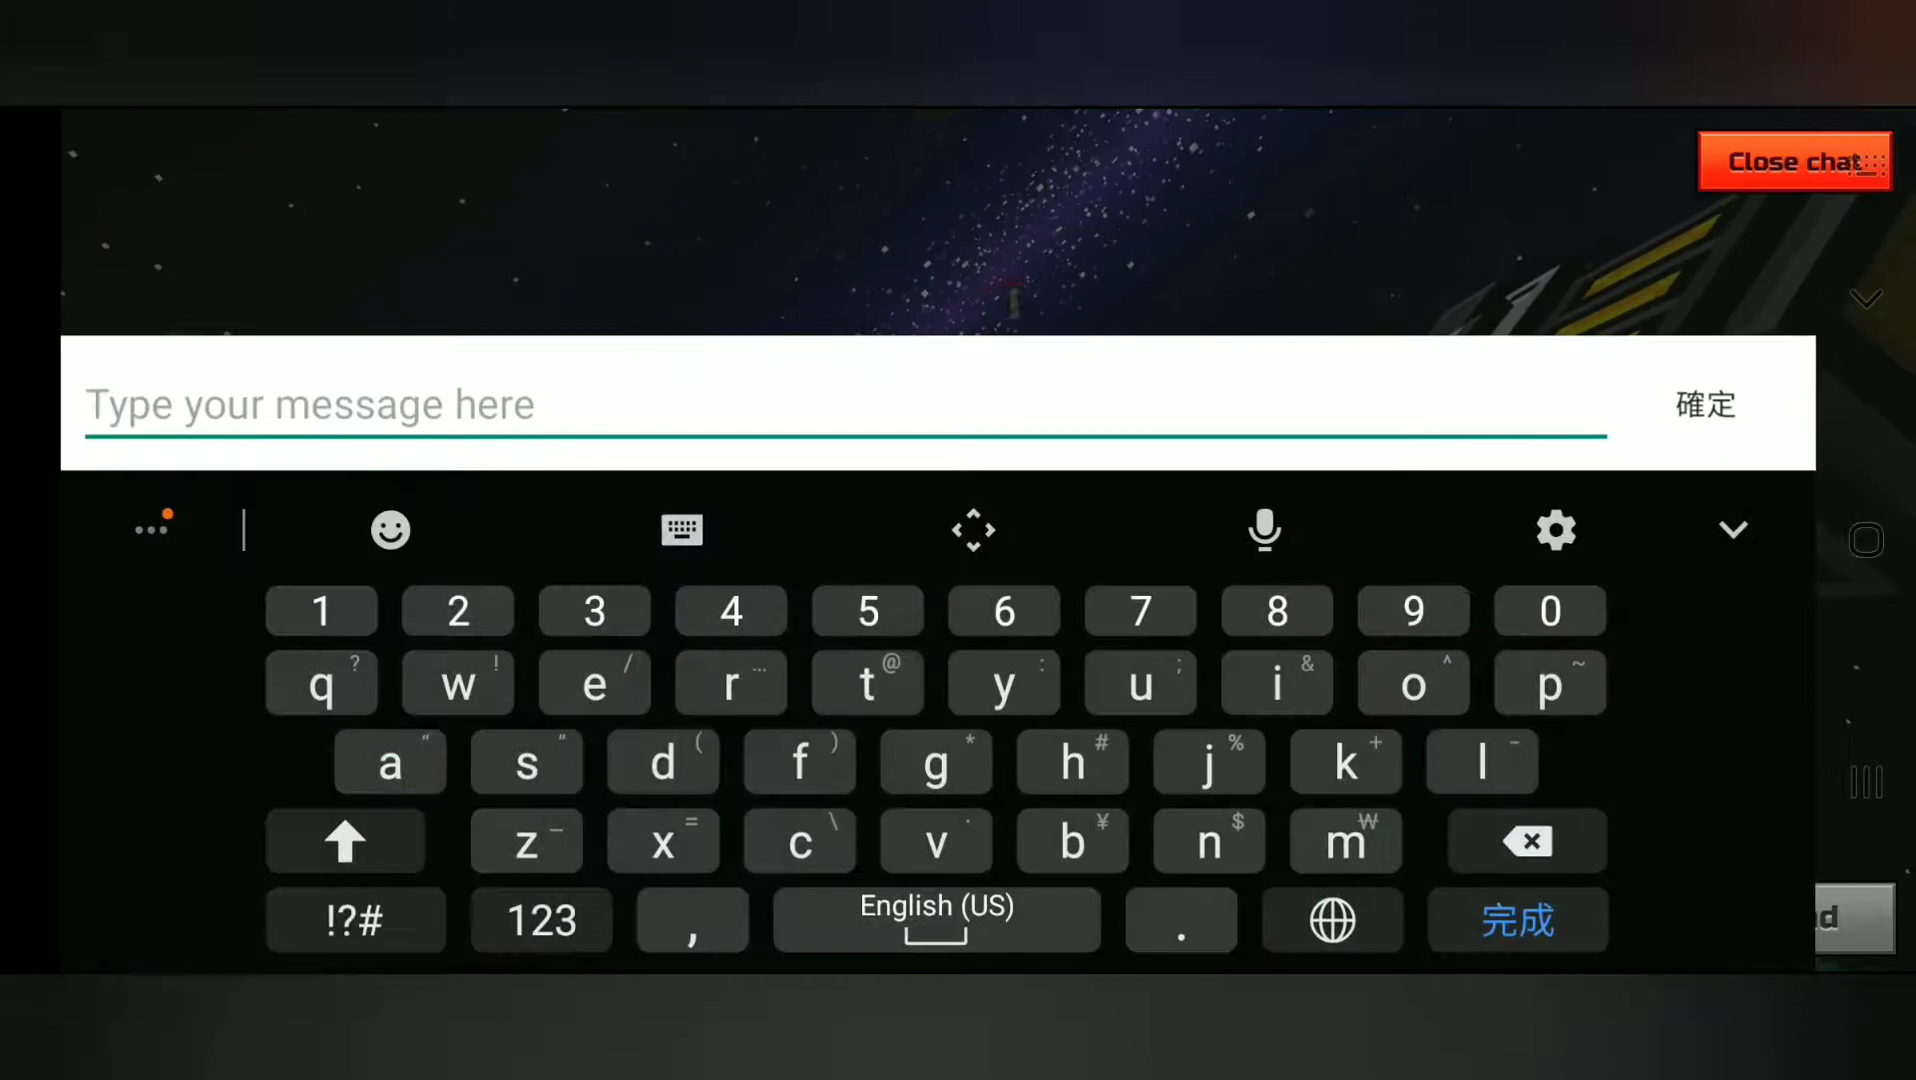 Close chat
Type your message here
確定
1 2 3 4 5 6 7 8 9 0
q ? w ! e / r ... t @ y : u ; i & o ^ p ~
a " s " d ( f ) g * h # j % k + l -
z _ x = c \ v · b ¥ n $ m ₩
!?# 123 , English (US) . 完成